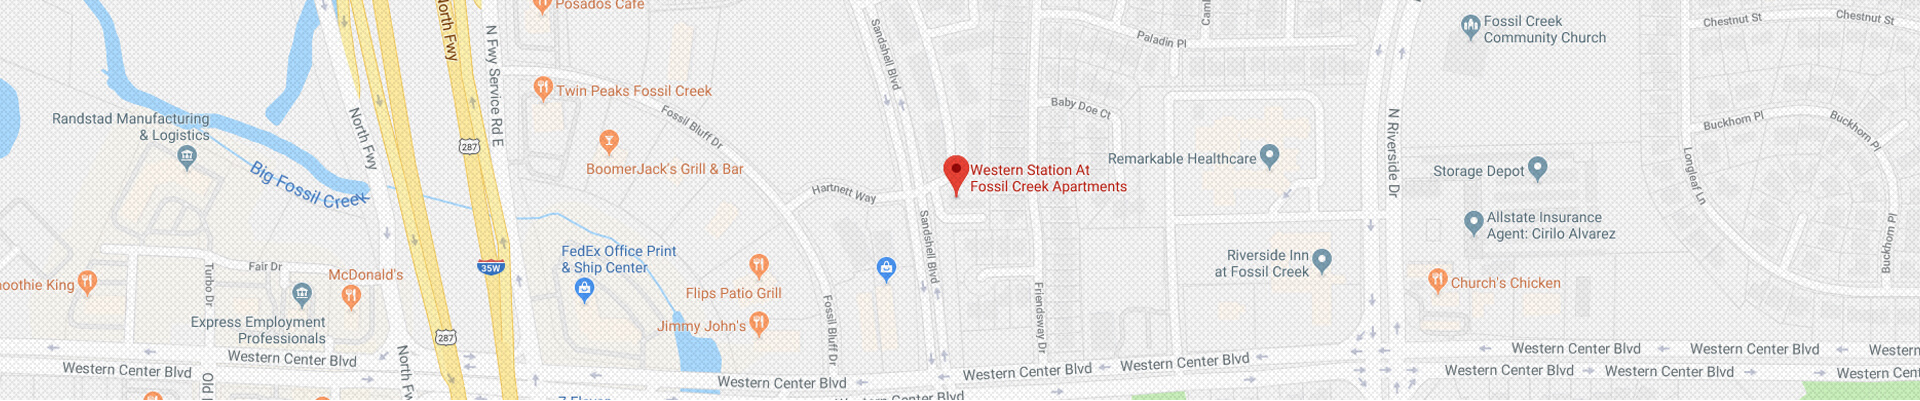 Posados Cafe
North Fwy
N Fwy Service Rd E
Sandshell Blvd
Paladin Pl
Fossil Creek
Community Church
Chestnut St
Chestnut St
Twin Peaks Fossil Creek
Fossil Bluff Dr
Baby Doe Ct
N Riverside Dr
Buckhorn Pl
Buckhorn Pl
Randstad Manufacturing
& Logistics
North Fwy
287
BoomerJack's Grill & Bar
Western Station At
Fossil Creek Apartments
Remarkable Healthcare
Storage Depot
Longleaf Ln
Big Fossil Creek
Hartnett Way
Sandshell Blvd
Allstate Insurance
Agent: Cirilo Alvarez
Buckhorn Pl
FedEx Office Print
& Ship Center
Riverside Inn
at Fossil Creek
35W
Fair Dr
Turbo Dr
McDonald's
oothie King
Flips Patio Grill
Church's Chicken
Friendsway Dr
Fossil Bluff Dr
Express Employment
Professionals
Jimmy John's
287
Western Center Blvd
Western Center Blvd
North Fw
Old
Western Center Blvd
Western Center Blvd
Western Center Blvd
Western Center Blvd
Western Center Blvd
Western
Western Center Blvd
Western Center Blvd
Western Cent
Western Center Blvd